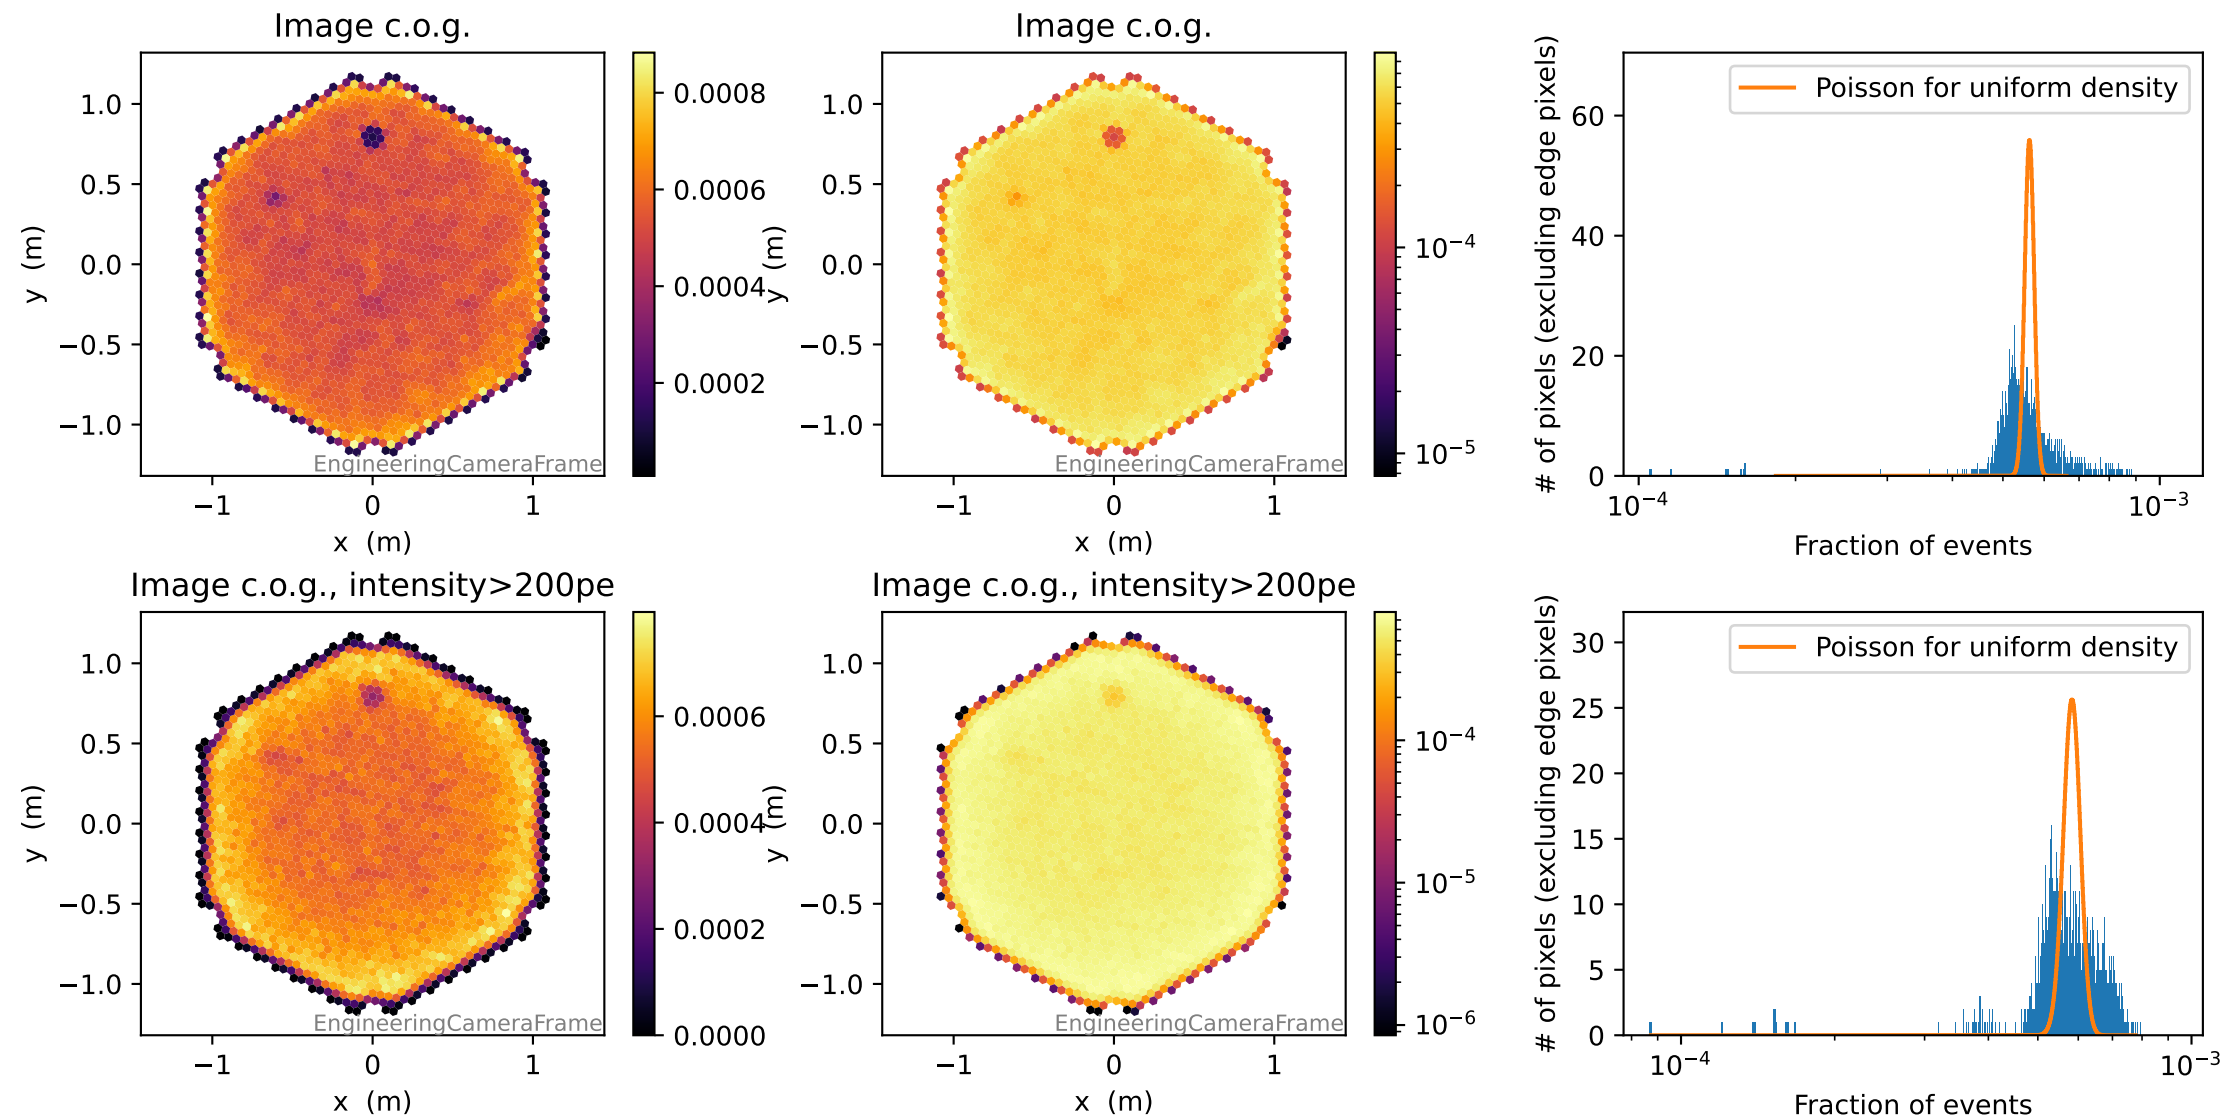 Image c.o.g.
1.0
0.5
0.0
−0.5
−1.0
y (m)
−1
0
1
x (m)
EngineeringCameraFrame
0.0008
0.0006
0.0004
0.0002
Image c.o.g.
1.0
0.5
0.0
−0.5
−1.0
y (m)
−1
0
1
x (m)
EngineeringCameraFrame
10⁻⁴
10⁻⁵
# of pixels (excluding edge pixels)
60
40
20
0
Poisson for uniform density
10⁻⁴
10⁻³
Fraction of events
Image c.o.g., intensity>200pe
1.0
0.5
0.0
−0.5
−1.0
y (m)
−1
0
1
x (m)
EngineeringCameraFrame
0.0006
0.0004
0.0002
0.0000
Image c.o.g., intensity>200pe
1.0
0.5
0.0
−0.5
−1.0
y (m)
−1
0
1
x (m)
EngineeringCameraFrame
10⁻⁴
10⁻⁵
10⁻⁶
# of pixels (excluding edge pixels)
30
25
20
15
10
5
0
Poisson for uniform density
10⁻⁴
10⁻³
Fraction of events